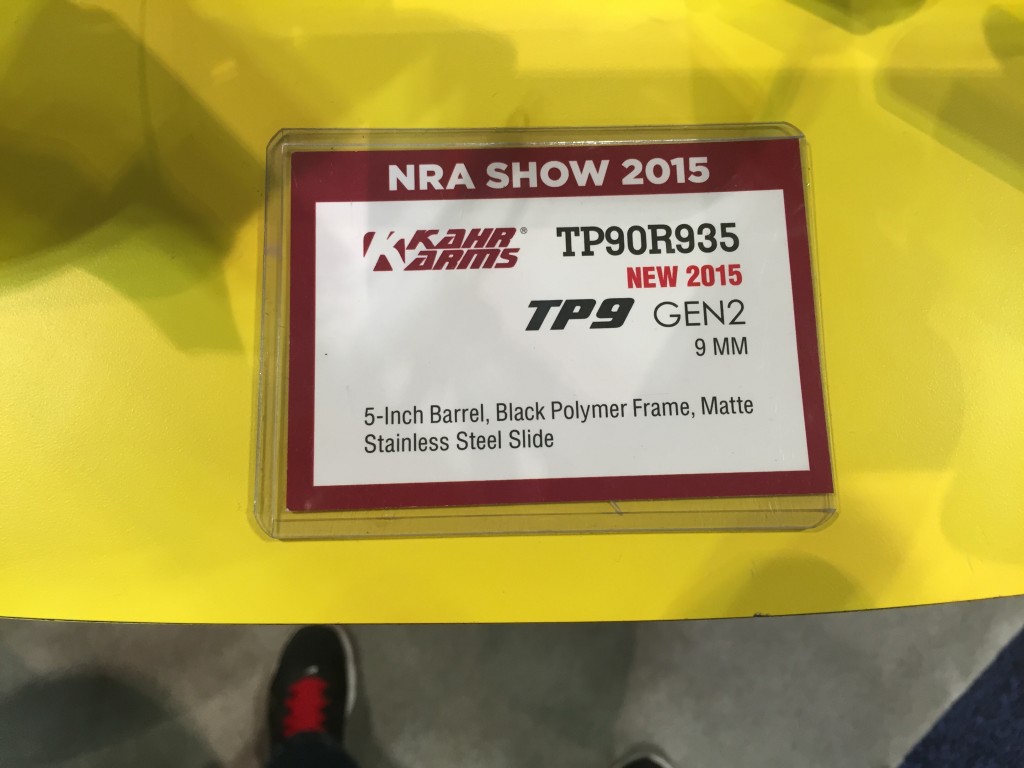 NRA SHOW 2015
KAHR ARMS®
TP90R935
NEW 2015
TP9 GEN2
9 MM
5-Inch Barrel, Black Polymer Frame, Matte
Stainless Steel Slide